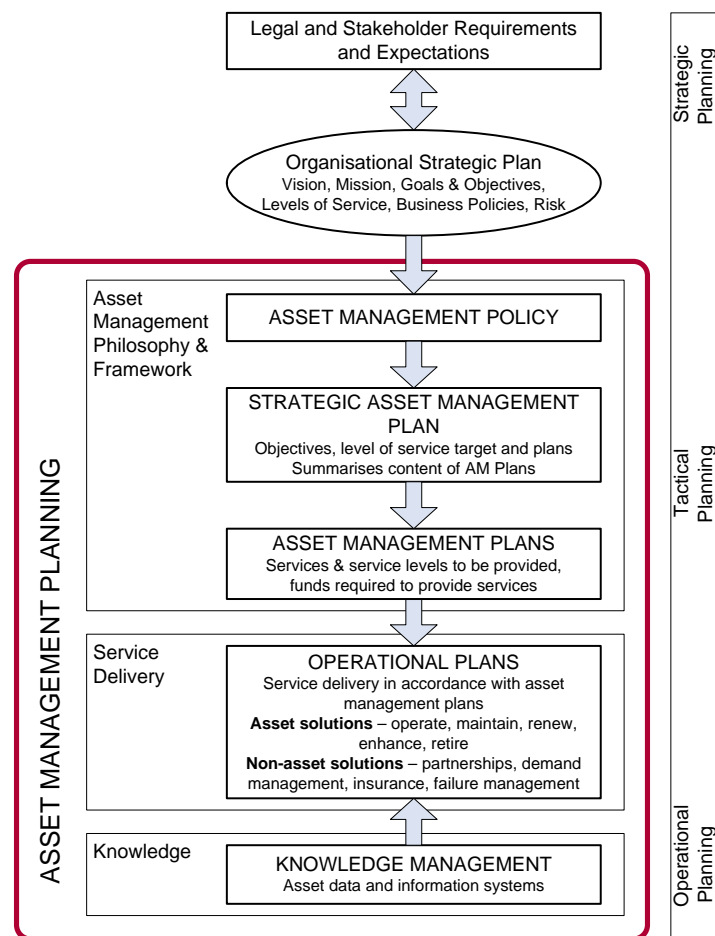 Legal and Stakeholder Requirements
and Expectations
Strategic
Planning
Organisational Strategic Plan
Vision, Mission, Goals & Objectives,
Levels of Service, Business Policies, Risk
ASSET MANAGEMENT PLANNING
Asset
Management
Philosophy &
Framework
ASSET MANAGEMENT POLICY
STRATEGIC ASSET MANAGEMENT
PLAN
Objectives, level of service target and plans
Summarises content of AM Plans
Tactical
Planning
ASSET MANAGEMENT PLANS
Services & service levels to be provided,
funds required to provide services
Service
Delivery
OPERATIONAL PLANS
Service delivery in accordance with asset
management plans
Asset solutions – operate, maintain, renew,
enhance, retire
Non-asset solutions – partnerships, demand
management, insurance, failure management
Operational
Planning
Knowledge
KNOWLEDGE MANAGEMENT
Asset data and information systems